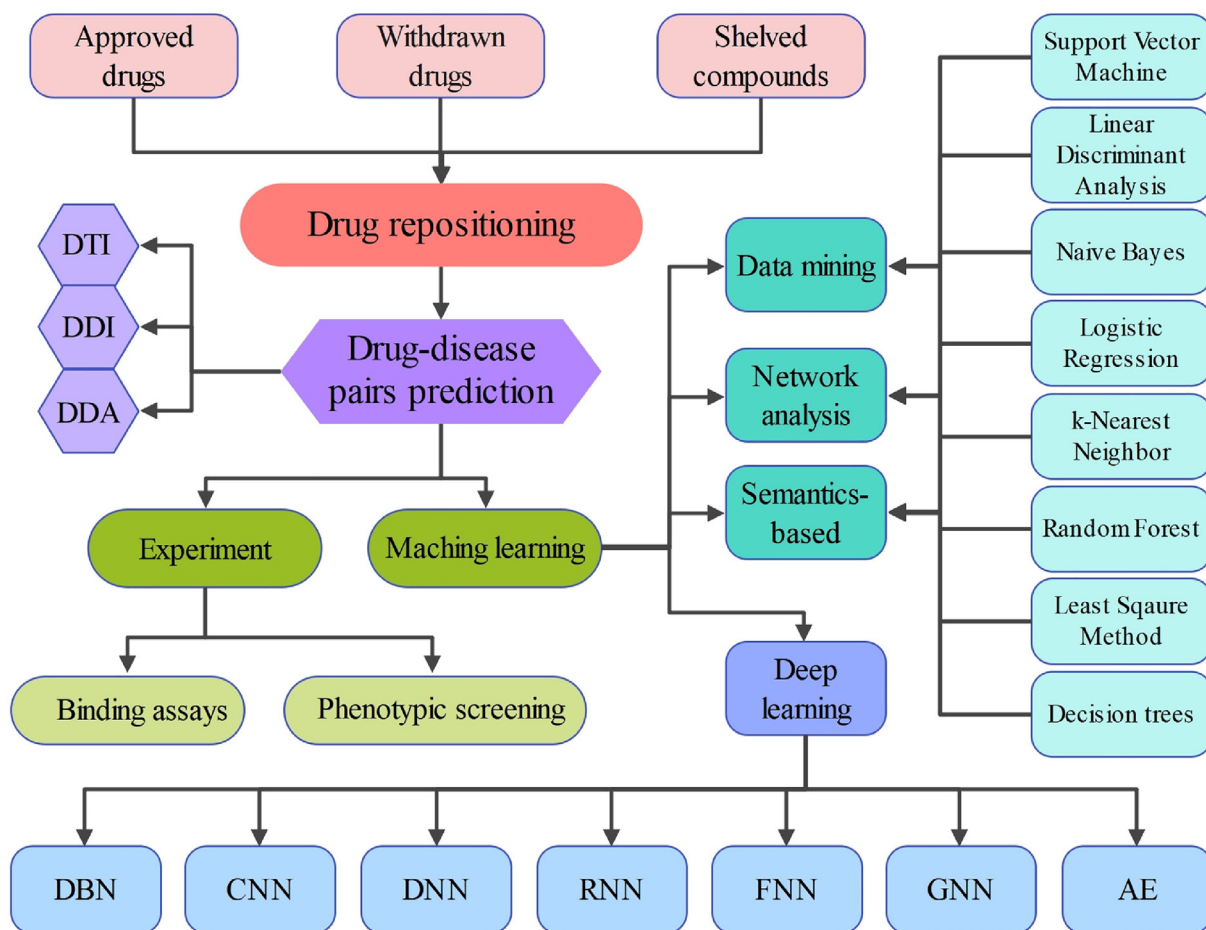 Approved
drugs
Withdrawn
drugs
Shelved
compounds
Support Vector
Machine
Linear
Discriminant
Analysis
Drug repositioning
DTI
DDI
DDA
Data mining
Naive Bayes
Drug-disease
pairs prediction
Network
analysis
Logistic
Regression
k-Nearest
Neighbor
Semantics-
based
Experiment
Maching learning
Random Forest
Least Sqaure
Method
Deep
learning
Binding assays
Phenotypic screening
Decision trees
DBN
CNN
DNN
RNN
FNN
GNN
AE